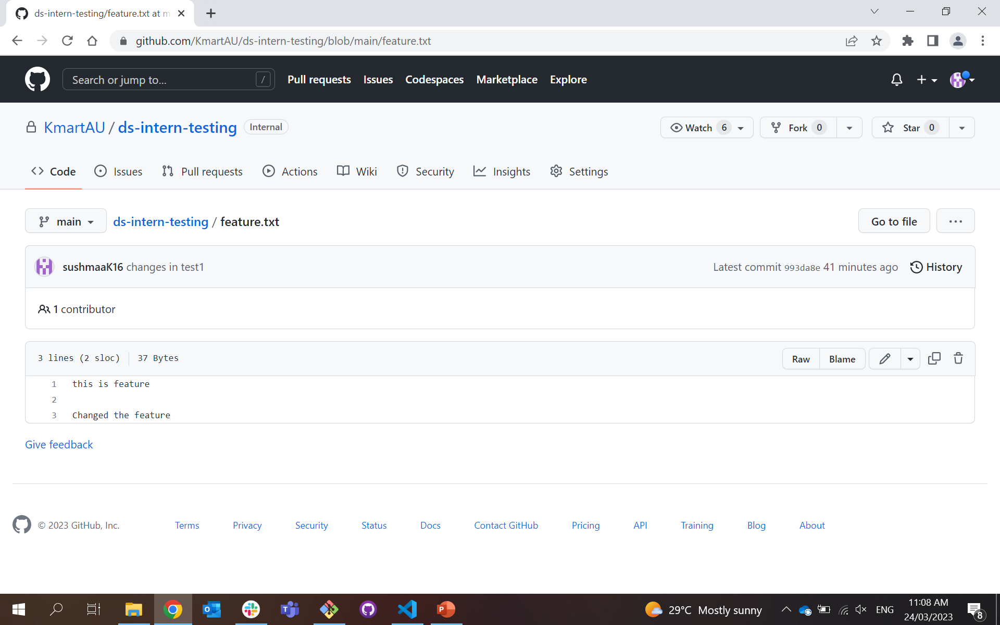 ds-intern-testing/feature.txt at m
github.com/KmartAU/ds-intern-testing/blob/main/feature.txt
Search or jump to...
/
Pull requests
Issues
Codespaces
Marketplace
Explore
KmartAU / ds-intern-testing
Internal
Watch 6
Fork 0
Star 0
Code
Issues
Pull requests
Actions
Wiki
Security
Insights
Settings
main
ds-intern-testing / feature.txt
Go to file
sushmaaK16 changes in test1
Latest commit 993da8e 41 minutes ago
History
1 contributor
3 lines (2 sloc)
37 Bytes
Raw
Blame
1 this is feature
2
3 Changed the feature
Give feedback
© 2023 GitHub, Inc.
Terms
Privacy
Security
Status
Docs
Contact GitHub
Pricing
API
Training
Blog
About
29°C Mostly sunny
ENG
11:08 AM
24/03/2023
8